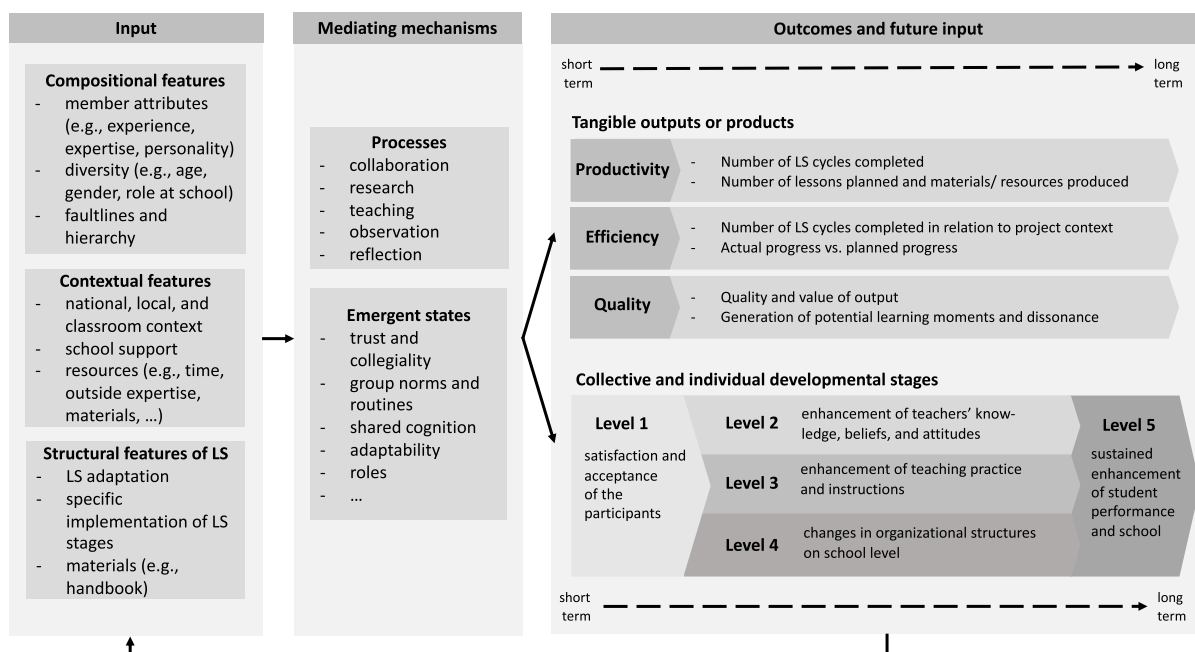 Input
Compositional features
- member attributes
(e.g., experience,
expertise, personality)
- diversity (e.g., age,
gender, role at school)
- faultlines and
hierarchy
Contextual features
- national, local, and
classroom context
- school support
- resources (e.g., time,
outside expertise,
materials, …)
Structural features of LS
- LS adaptation
- specific
implementation of LS
stages
- materials (e.g.,
handbook)
Mediating mechanisms
Processes
- collaboration
- research
- teaching
- observation
- reflection
Emergent states
- trust and
collegiality
- group norms and
routines
- shared cognition
- adaptability
- roles
- …
Outcomes and future input
short
term
long
term
Tangible outputs or products
Productivity
- Number of LS cycles completed
- Number of lessons planned and materials/ resources produced
Efficiency
- Number of LS cycles completed in relation to project context
- Actual progress vs. planned progress
Quality
- Quality and value of output
- Generation of potential learning moments and dissonance
Collective and individual developmental stages
Level 1
satisfaction and
acceptance
of the
participants
Level 2
enhancement of teachers’ know-
ledge, beliefs, and attitudes
Level 3
enhancement of teaching practice
and instructions
Level 4
changes in organizational structures
on school level
Level 5
sustained
enhancement
of student
performance
and school
short
term
long
term